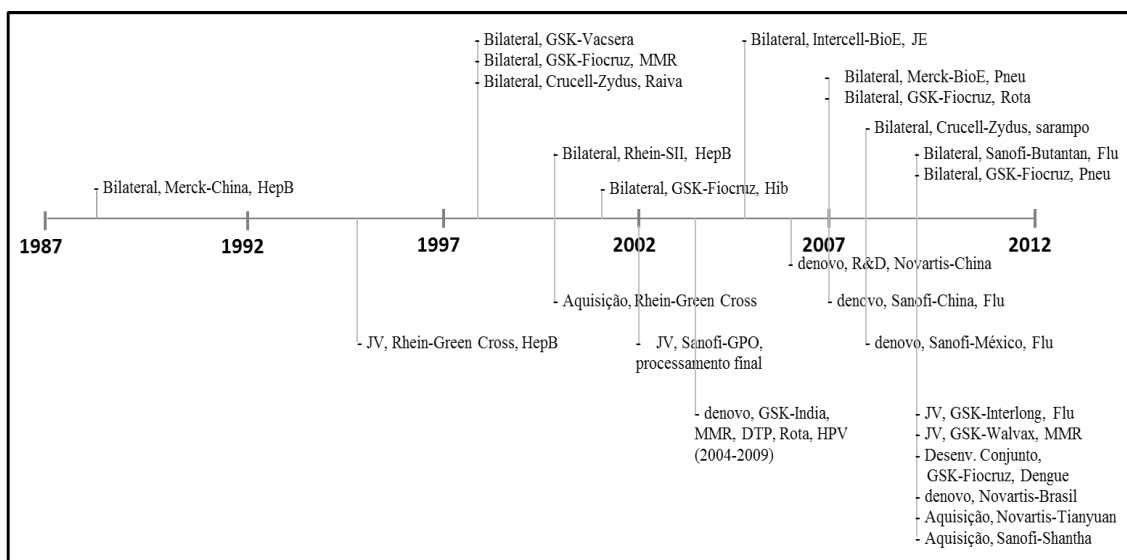 - Bilateral, GSK-Vacsera
- Bilateral, GSK-Fiocruz, MMR
- Bilateral, Crucell-Zydus, Raiva
- Bilateral, Intercell-BioE, JE
Bilateral, Merck-BioE, Pneu
- Bilateral, GSK-Fiocruz, Rota
- Bilateral, Crucell-Zydus, sarampo
- Bilateral, Rhein-SII, HepB
- Bilateral, Sanofi-Butantan, Flu
- Bilateral, GSK-Fiocruz, Pneu
- Bilateral, Merck-China, HepB
- Bilateral, GSK-Fiocruz, Hib
1987 1992 1997 2002 2007 2012
- denovo, R&D, Novartis-China
- Aquisição, Rhein-Green Cross
- denovo, Sanofi-China, Flu
- JV, Rhein-Green Cross, HepB
- JV, Sanofi-GPO,
processamento final
- denovo, Sanofi-México, Flu
- denovo, GSK-India,
MMR, DTP, Rota, HPV
(2004-2009)
- JV, GSK-Interlong, Flu
- JV, GSK-Walvax, MMR
- Desenv. Conjunto,
GSK-Fiocruz, Dengue
- denovo, Novartis-Brasil
- Aquisição, Novartis-Tianyuan
- Aquisição, Sanofi-Shantha